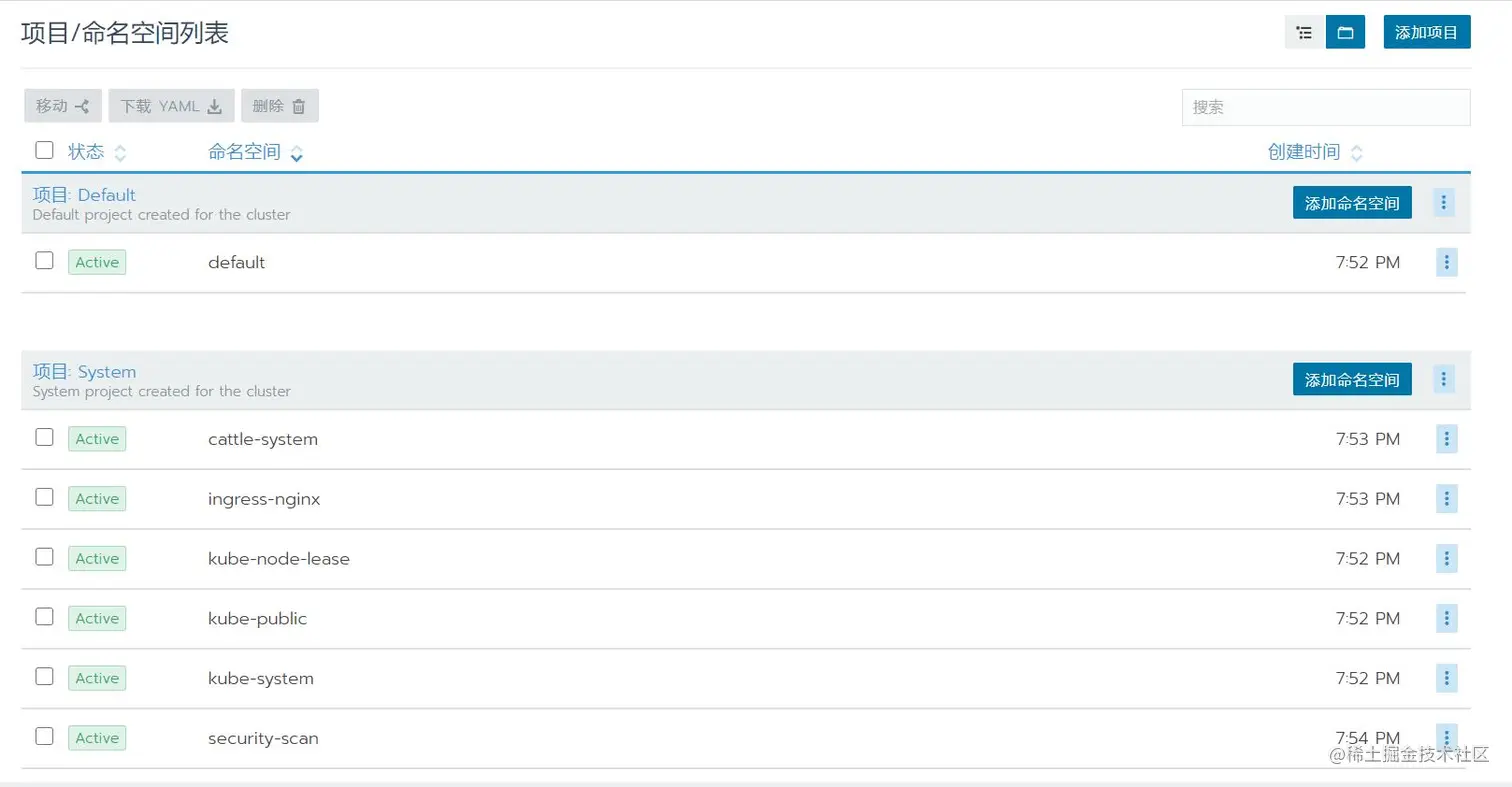 项目/命名空间列表
添加项目
移动 下载 YAML 删除
搜索
状态 命名空间 创建时间
项目: Default
Default project created for the cluster
添加命名空间
Active default 7:52 PM
项目: System
System project created for the cluster
添加命名空间
Active cattle-system 7:53 PM
Active ingress-nginx 7:53 PM
Active kube-node-lease 7:52 PM
Active kube-public 7:52 PM
Active kube-system 7:52 PM
Active security-scan 7:54 PM
@稀土掘金技术社区